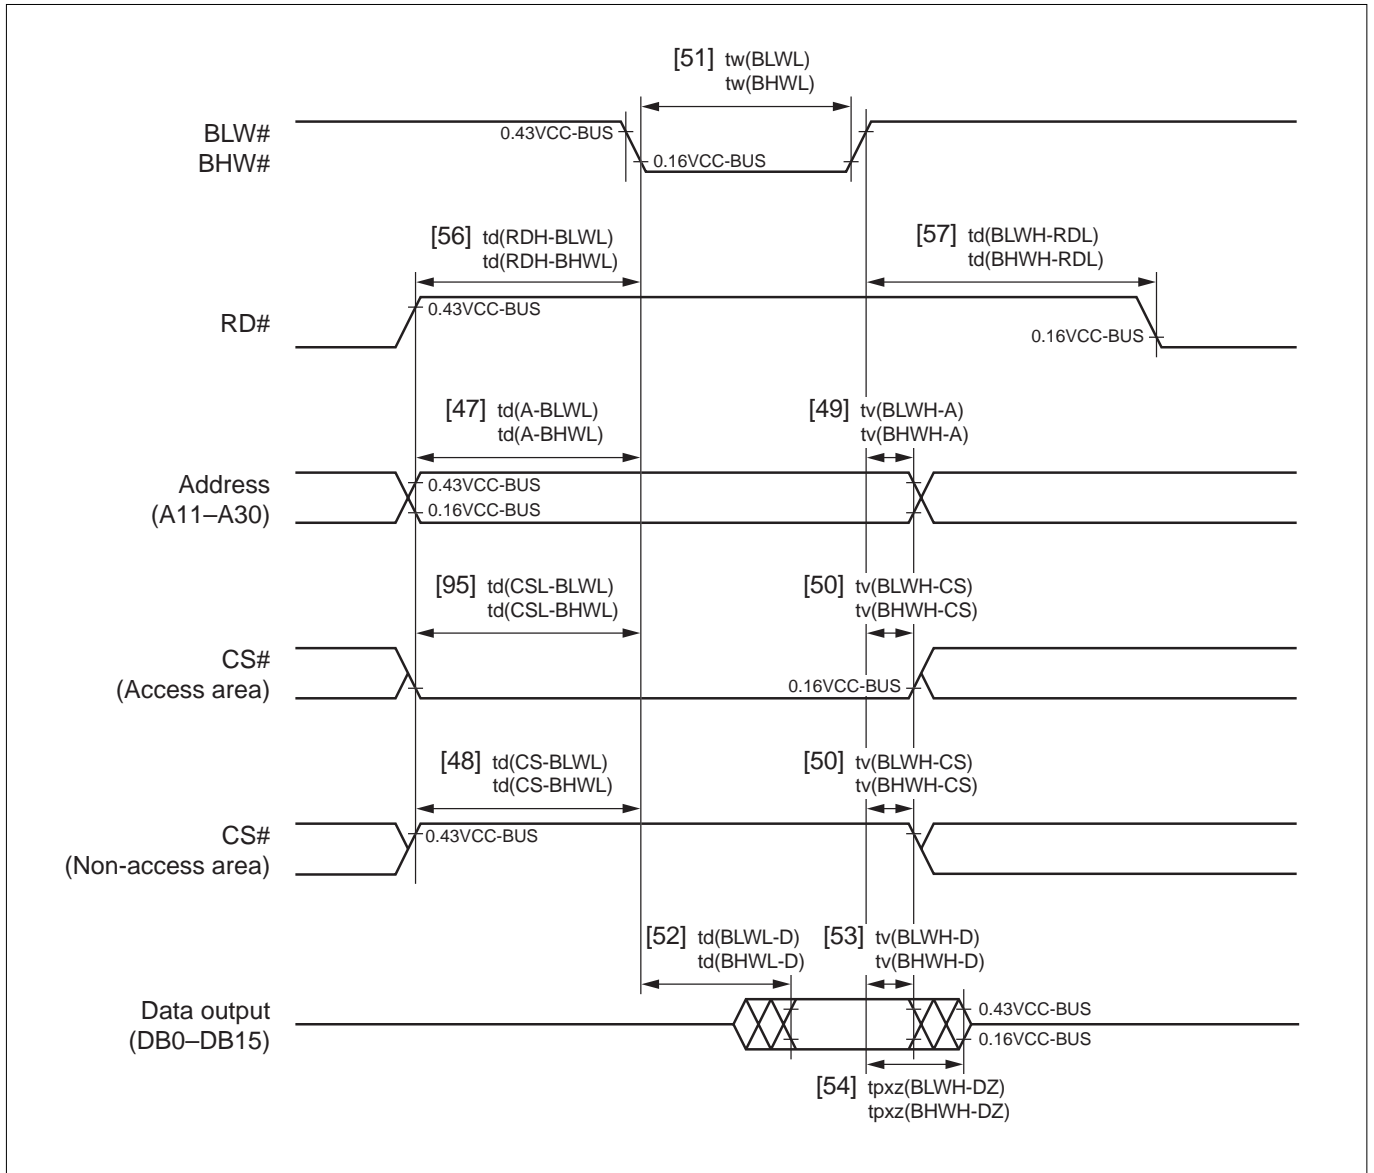 [51] tw(BLWL)
tw(BHWL)
BLW#
BHW#
0.43VCC-BUS
0.16VCC-BUS
[56] td(RDH-BLWL)
td(RDH-BHWL)
[57] td(BLWH-RDL)
td(BHWH-RDL)
RD#
0.43VCC-BUS
0.16VCC-BUS
[47] td(A-BLWL)
td(A-BHWL)
[49] tv(BLWH-A)
tv(BHWH-A)
Address
(A11–A30)
0.43VCC-BUS
0.16VCC-BUS
[95] td(CSL-BLWL)
td(CSL-BHWL)
[50] tv(BLWH-CS)
tv(BHWH-CS)
CS#
(Access area)
0.16VCC-BUS
[48] td(CS-BLWL)
td(CS-BHWL)
[50] tv(BLWH-CS)
tv(BHWH-CS)
CS#
(Non-access area)
0.43VCC-BUS
[52] td(BLWL-D)
td(BHWL-D)
[53] tv(BLWH-D)
tv(BHWH-D)
Data output
(DB0–DB15)
0.43VCC-BUS
0.16VCC-BUS
[54] tpxz(BLWH-DZ)
tpxz(BHWH-DZ)